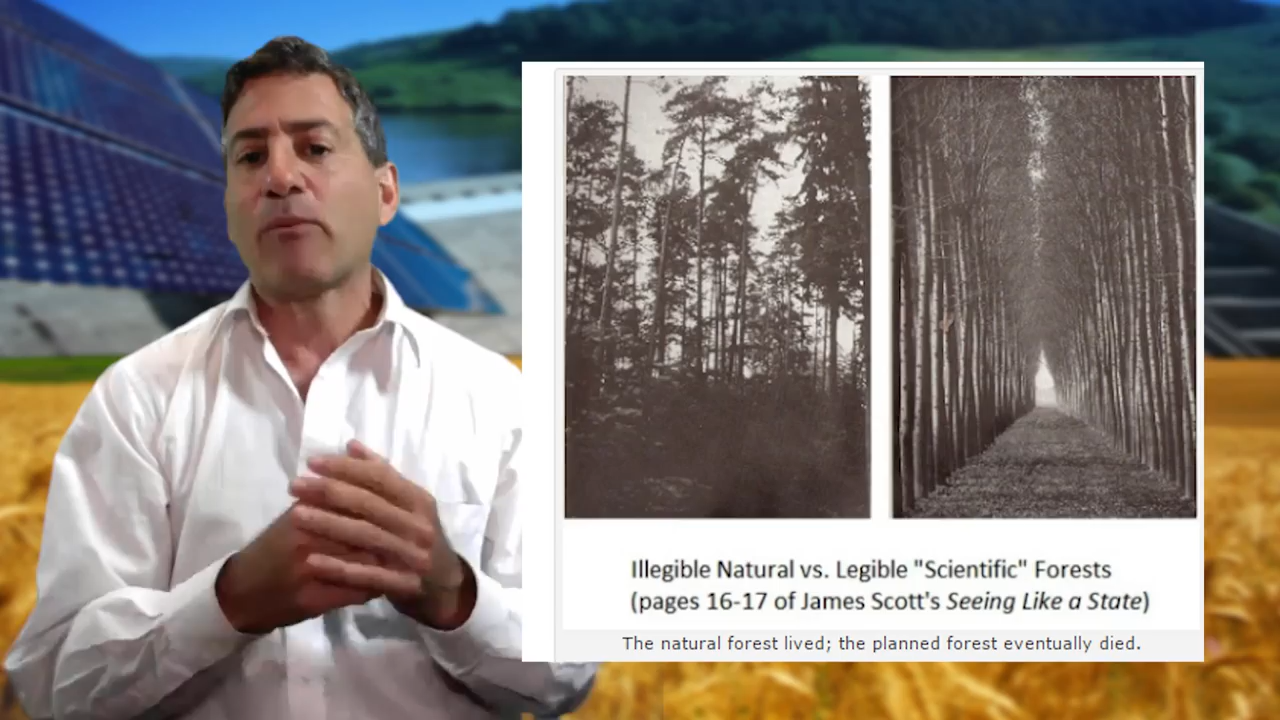 Illegible Natural vs. Legible "Scientific" Forests
(pages 16-17 of James Scott's Seeing Like a State)
The natural forest lived; the planned forest eventually died.